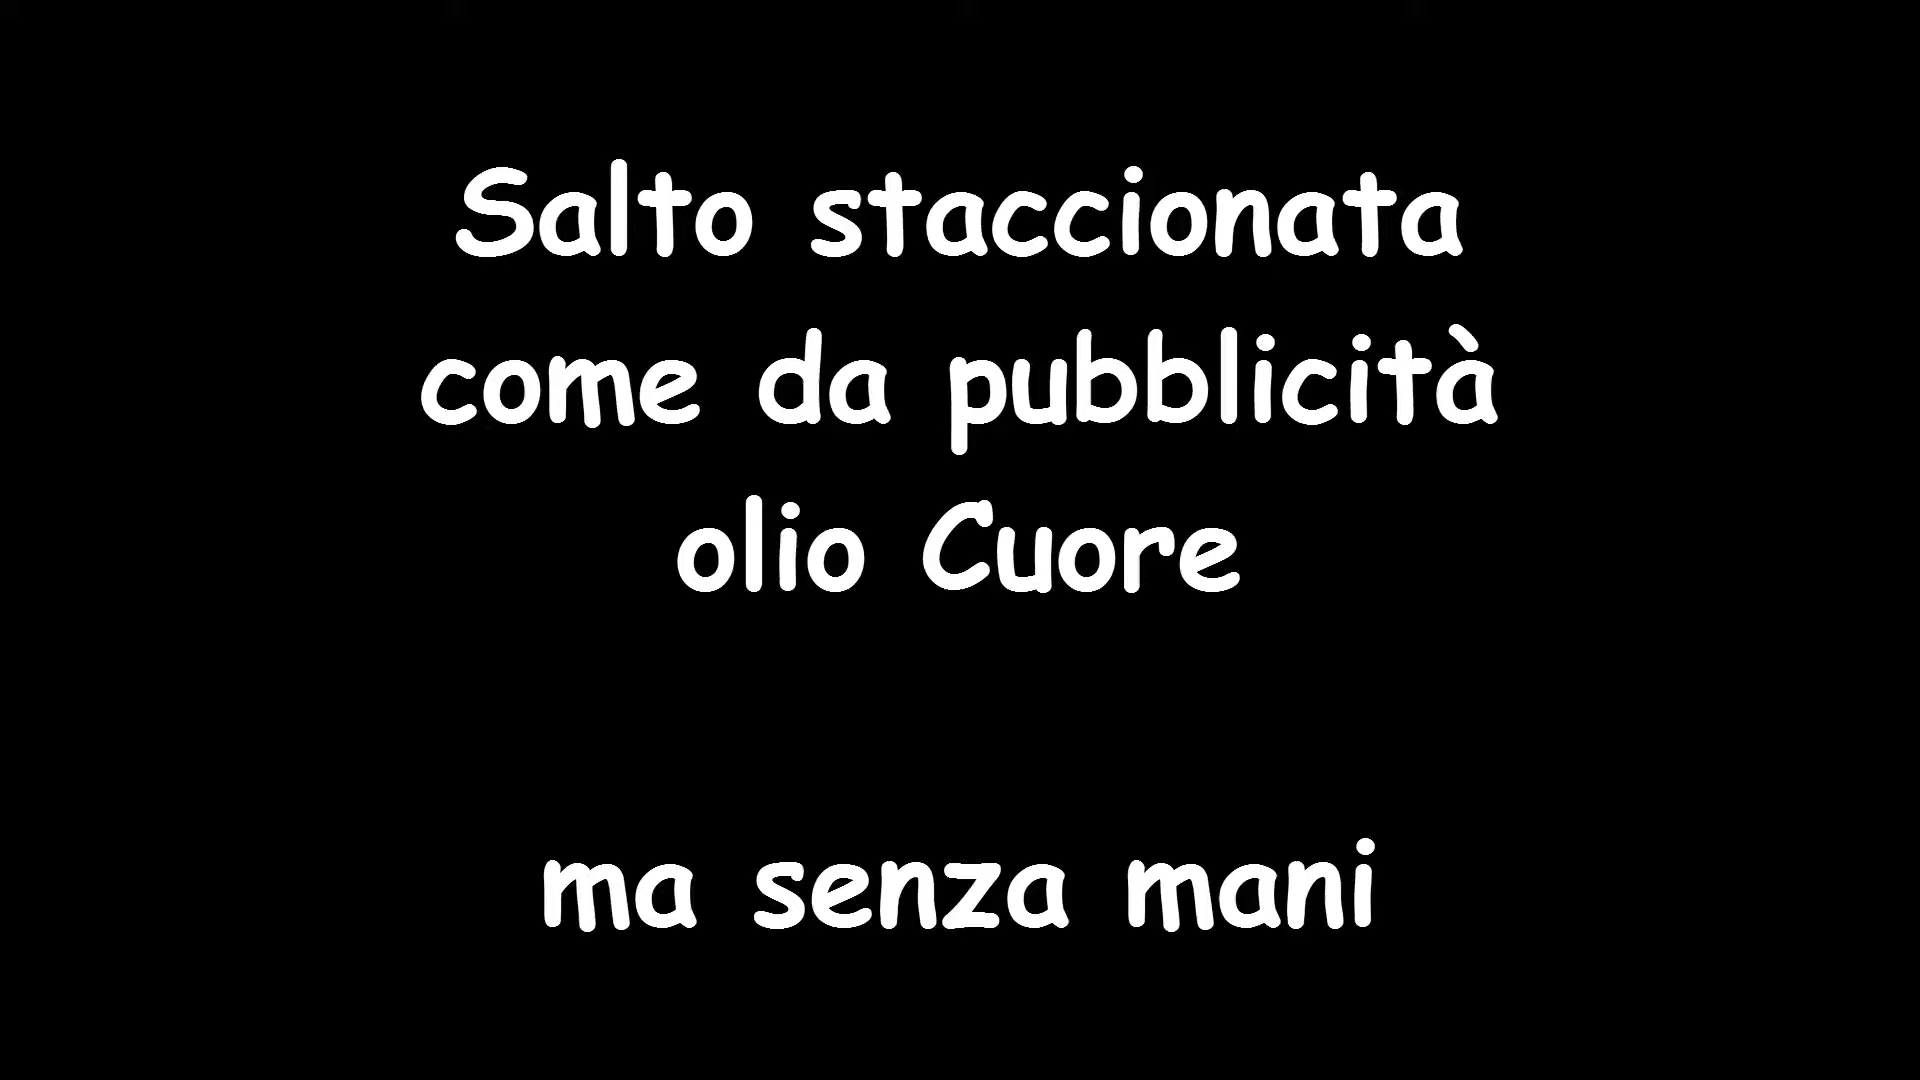 Salto staccionata
come da pubblicità
olio Cuore
ma senza mani